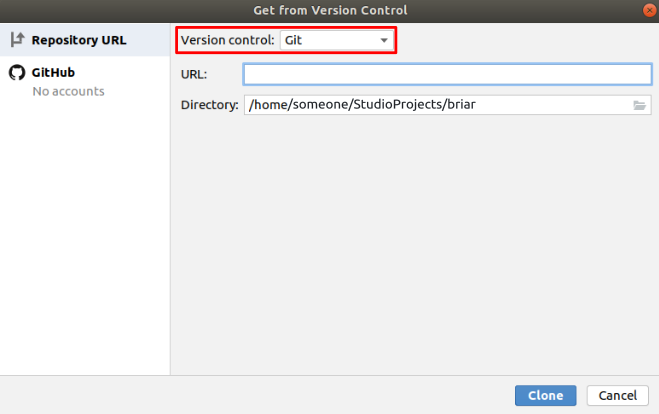 Get from Version Control
Repository URL
Version control: Git
GitHub
No accounts
URL:
Directory: /home/someone/StudioProjects/briar
Clone Cancel